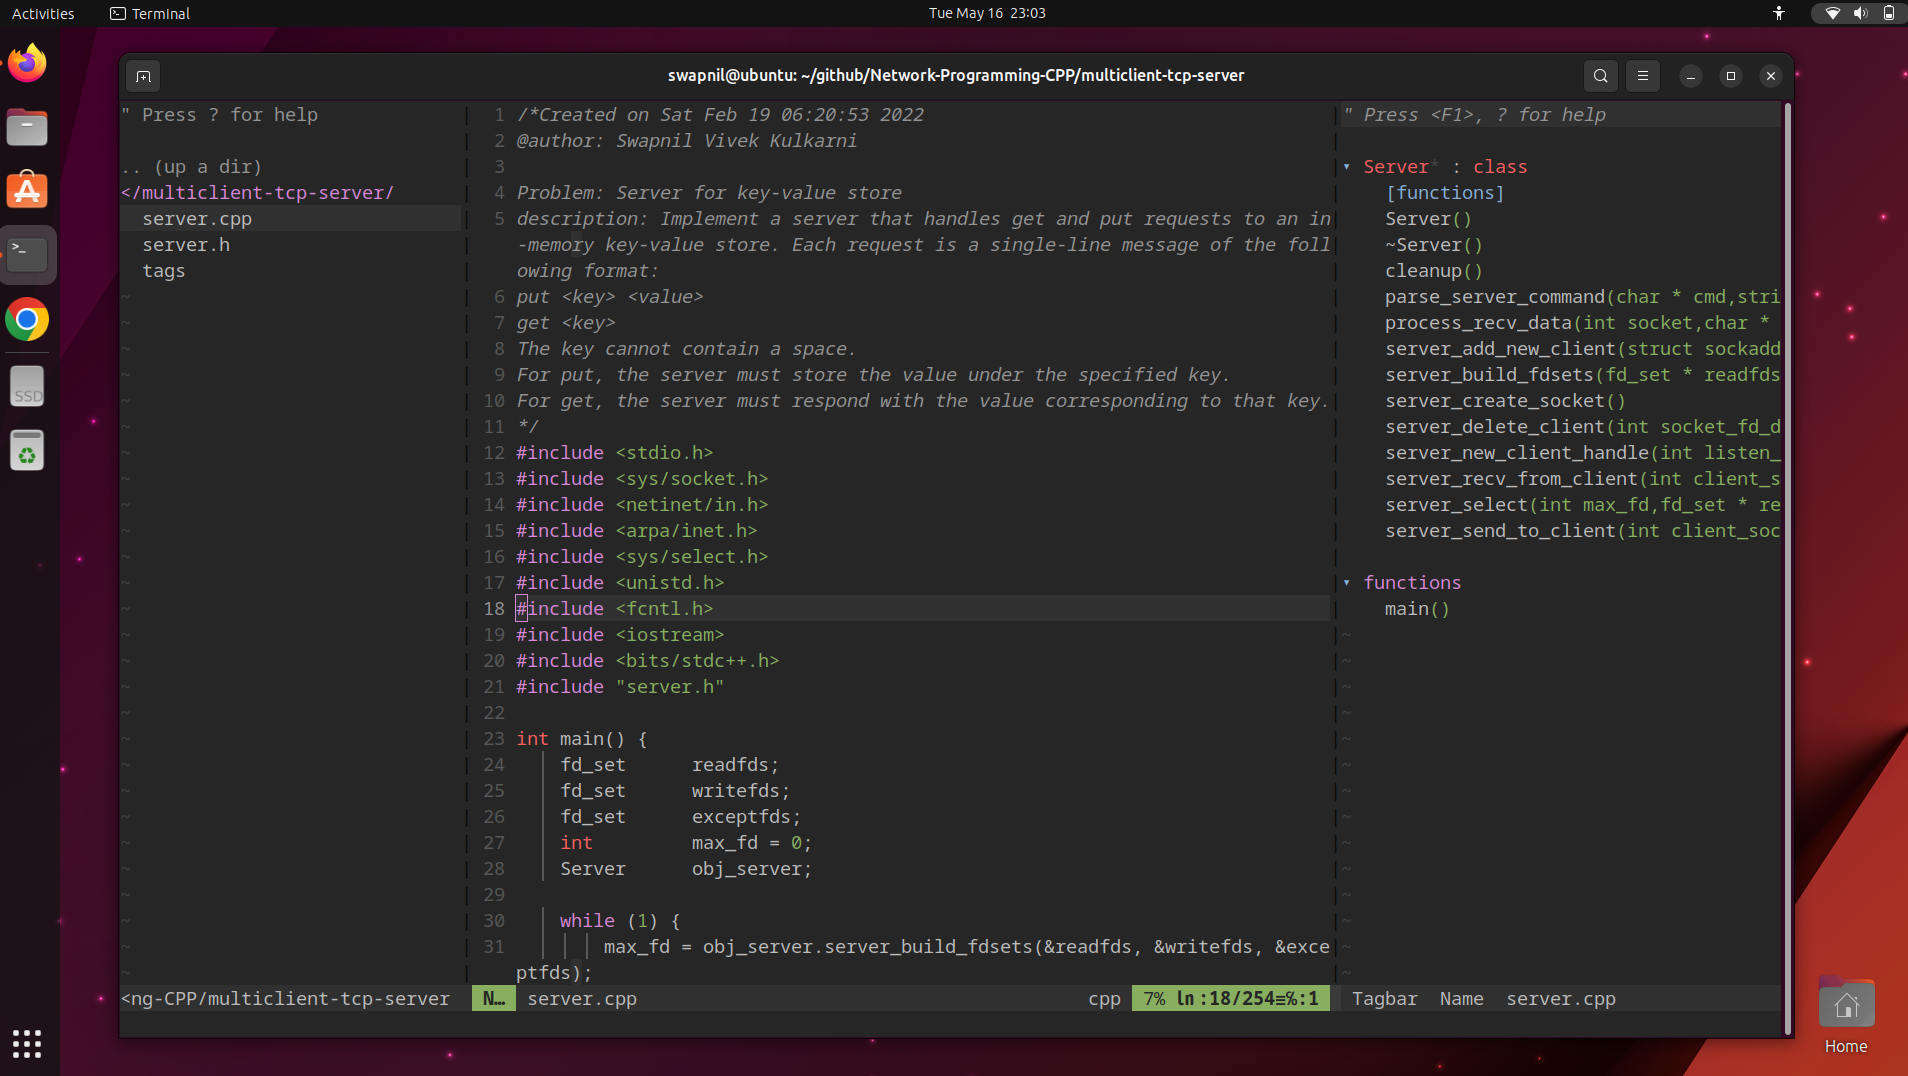 Activities
Terminal
Tue May 16 23:03
swapnil@ubuntu: ~/github/Network-Programming-CPP/multiclient-tcp-server
" Press ? for help
.. (up a dir)
</multiclient-tcp-server/
server.cpp
server.h
tags
1 /*Created on Sat Feb 19 06:20:53 2022
2 @author: Swapnil Vivek Kulkarni
3
4 Problem: Server for key-value store
5 description: Implement a server that handles get and put requests to an in
-memory key-value store. Each request is a single-line message of the foll
owing format:
6 put <key> <value>
7 get <key>
8 The key cannot contain a space.
9 For put, the server must store the value under the specified key.
10 For get, the server must respond with the value corresponding to that key.
11 */
12 #include <stdio.h>
13 #include <sys/socket.h>
14 #include <netinet/in.h>
15 #include <arpa/inet.h>
16 #include <sys/select.h>
17 #include <unistd.h>
18 #include <fcntl.h>
19 #include <iostream>
20 #include <bits/stdc++.h>
21 #include "server.h"
22
23 int main() {
24 fd_set readfds;
25 fd_set writefds;
26 fd_set exceptfds;
27 int max_fd = 0;
28 Server obj_server;
29
30 while (1) {
31 max_fd = obj_server.server_build_fdsets(&readfds, &writefds, &exce
ptfds);
" Press <F1>, ? for help
▾ Server* : class
[functions]
Server()
~Server()
cleanup()
parse_server_command(char * cmd,stri
process_recv_data(int socket,char *
server_add_new_client(struct sockadd
server_build_fdsets(fd_set * readfds
server_create_socket()
server_delete_client(int socket_fd_d
server_new_client_handle(int listen_
server_recv_from_client(int client_s
server_select(int max_fd,fd_set * re
server_send_to_client(int client_soc
▾ functions
main()
<ng-CPP/multiclient-tcp-server
N… server.cpp
cpp 7% ln:18/254≡℅:1
Tagbar Name server.cpp
SSD
Home